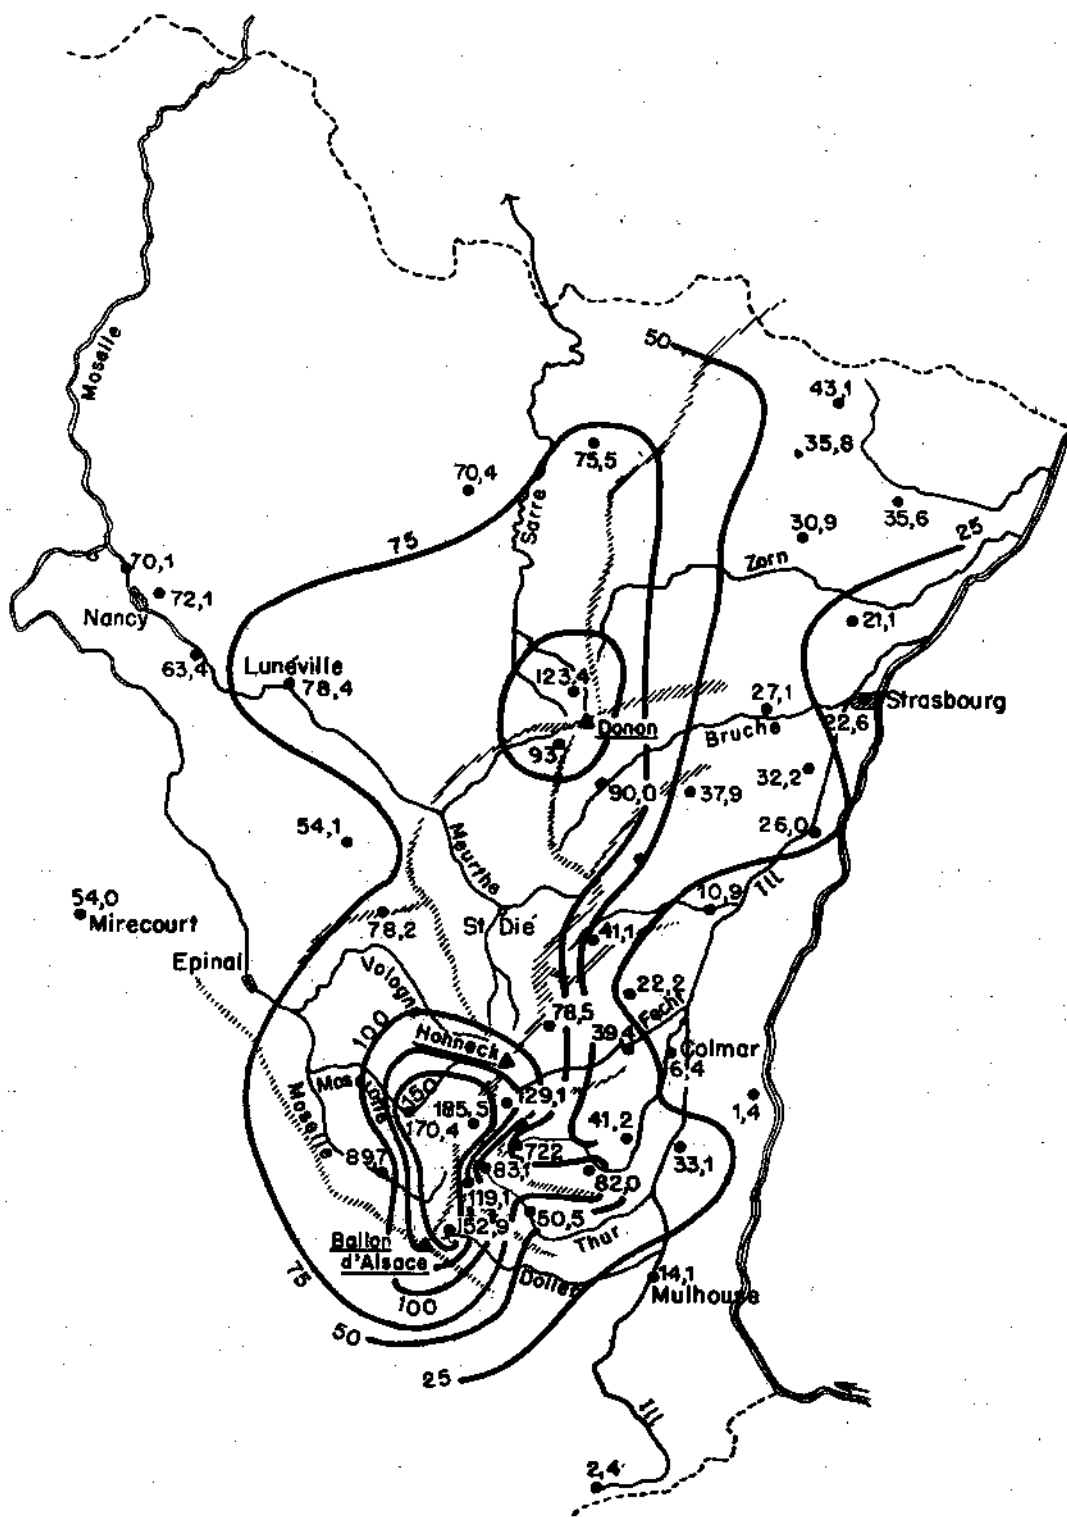 50
Moselle
43,1
35,8
75,5
70,4
Sarre
35,6
30,9
25
75
Zorn
70,1
72,1
Nancy
21,1
63,4
Lunéville
78,4
123,4
27,1
Strasbourg
Donon
Bruche
22,6
93
32,2
90,0
37,9
54,1
26,0
Meurthe
Ill
10,9
54,0
Mirecourt
78,2
St Dié
41,1
Epinal
Vologne
22,2
78,5
Fecht
100
Hohneck
39,4
Colmar
6,4
Moselotte
Moselle
150
129,1
185,5
170,4
1,4
41,2
722
33,1
89,7
83,1
82,0
119,1
50,5
152,9
Thur
Ballon
d'Alsace
75
Doller
14,1
Mulhouse
100
50
25
Ill
2,4